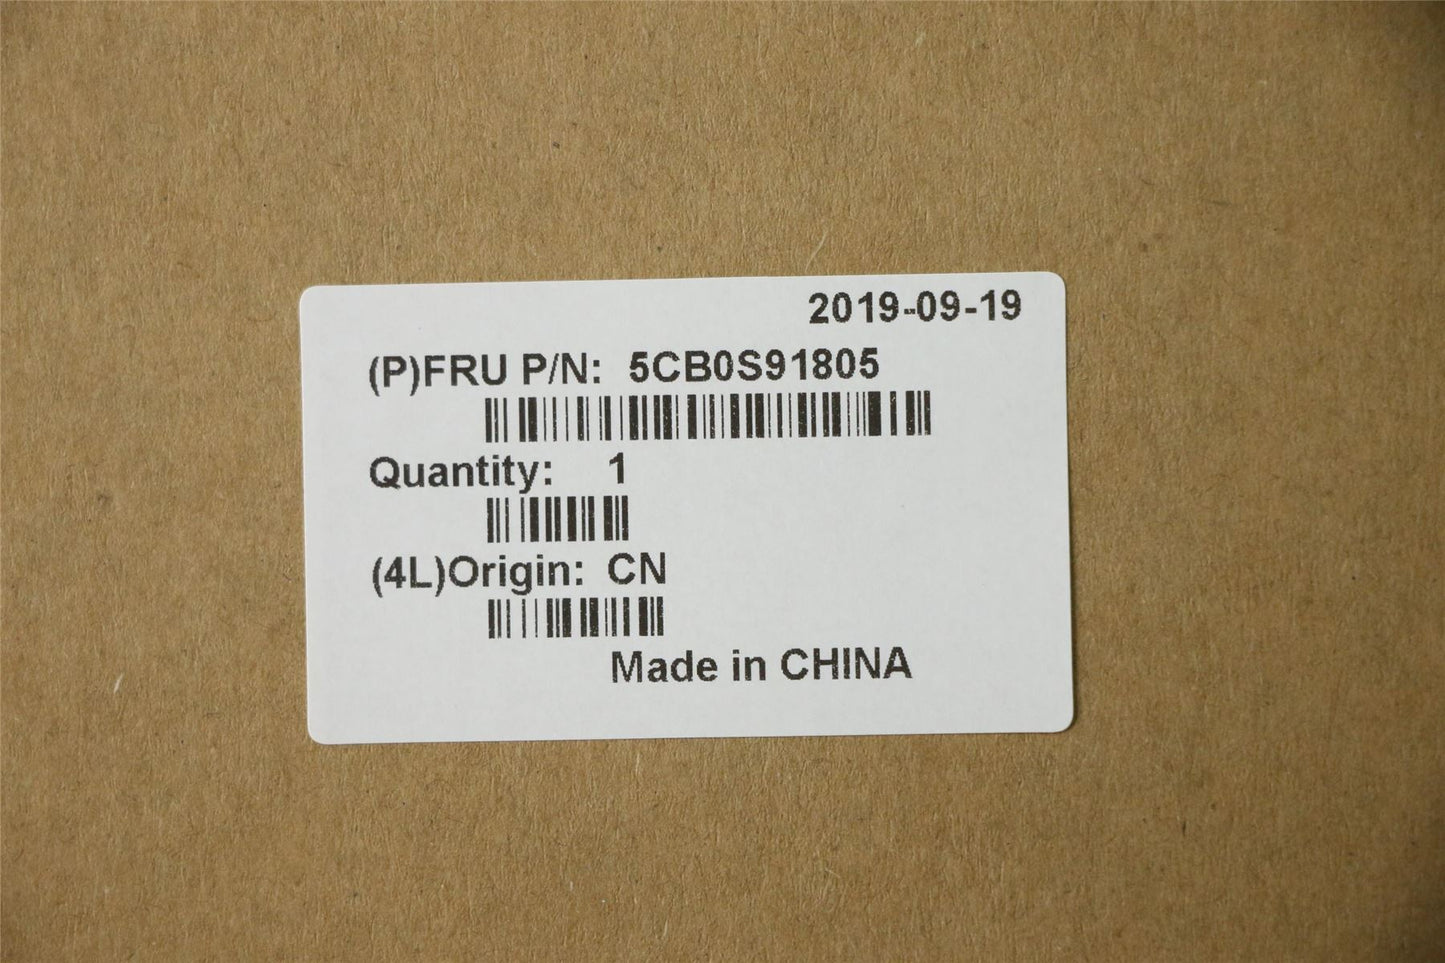 2019-09-19
(P)FRU P/N: 5CB0S91805
Quantity: 1
(4L)Origin: CN
Made in CHINA